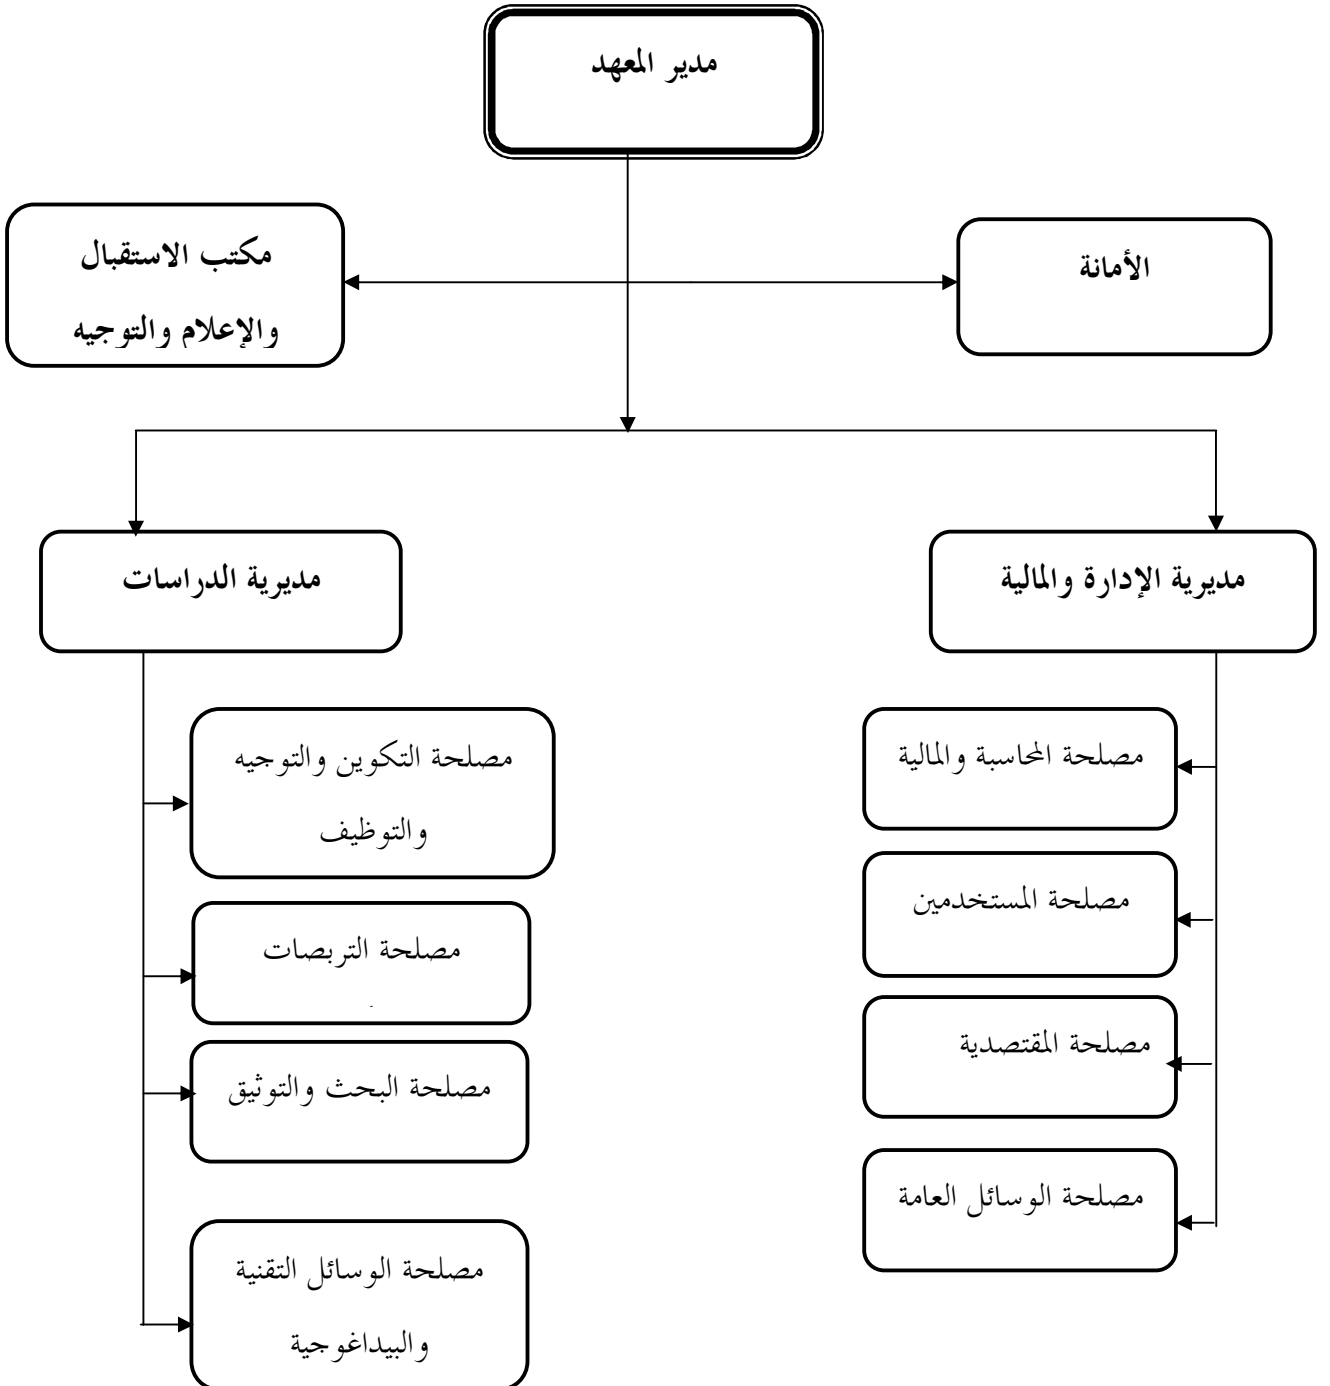 مدير المعهد
الأمانة
مكتب الاستقبال
والإعلام والتوجيه
مديرية الإدارة والمالية
مديرية الدراسات
مصلحة المحاسبة والمالية
مصلحة المستخدمين
مصلحة المقتصدية
مصلحة الوسائل العامة
مصلحة التكوين والتوجيه
والتوظيف
مصلحة التربصات
مصلحة البحث والتوثيق
مصلحة الوسائل التقنية
والبيداغوجية